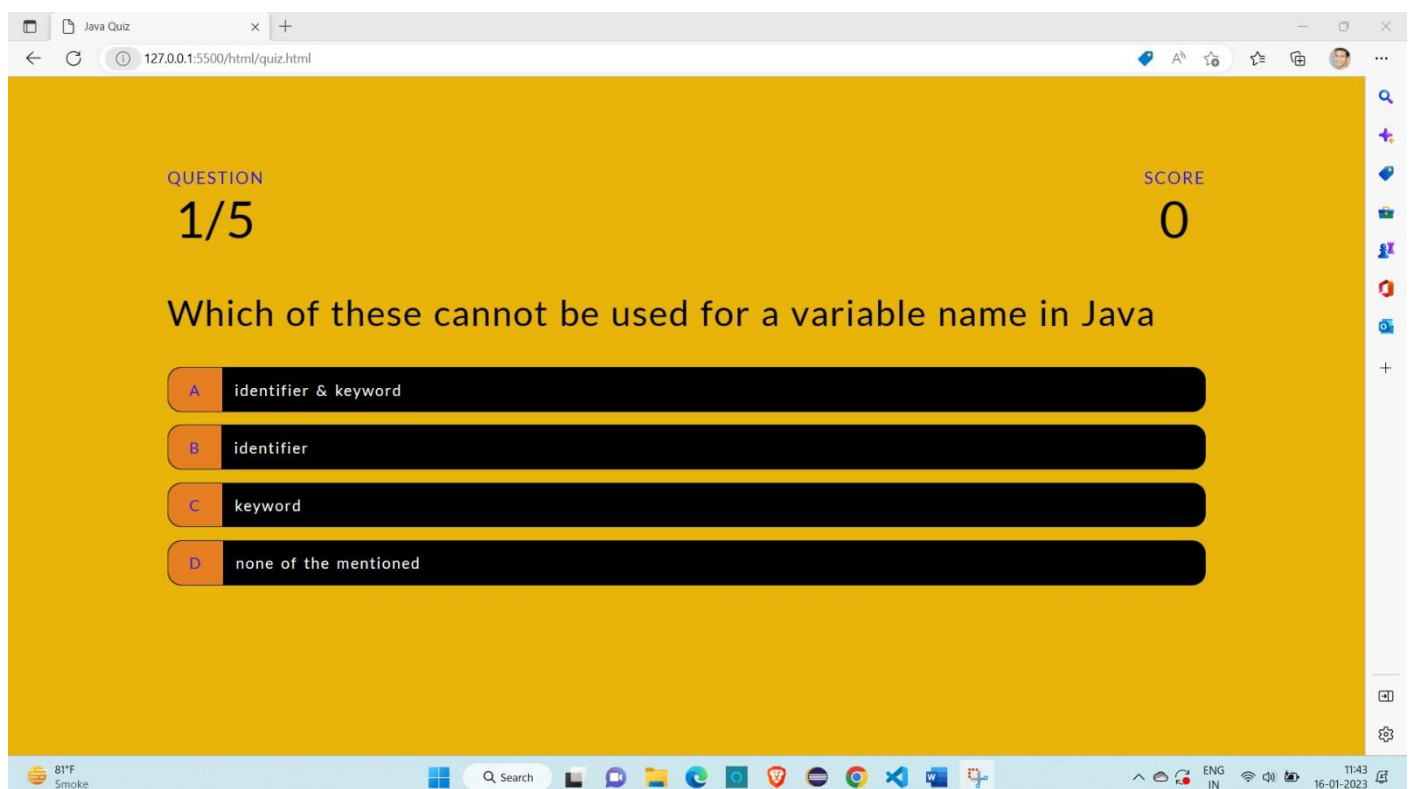 Java Quiz
127.0.0.1:5500/html/quiz.html
QUESTION
SCORE
1/5
0
Which of these cannot be used for a variable name in Java
A identifier & keyword
B identifier
C keyword
D none of the mentioned
81°F
Smoke
Search
ENG
IN
11:43
16-01-2023